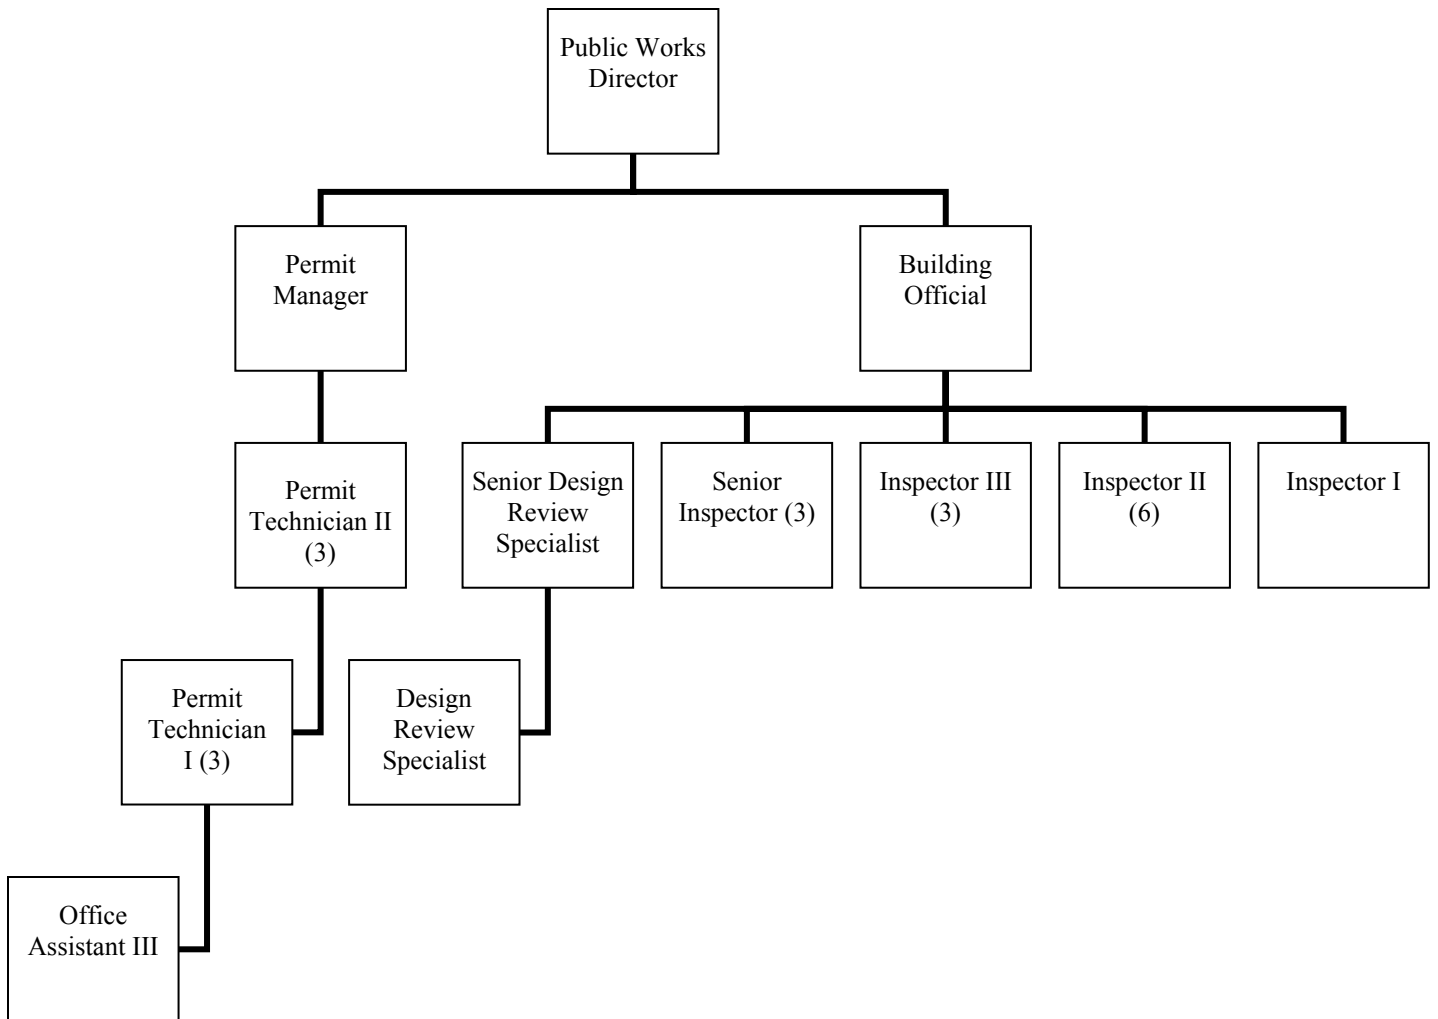 Public Works
Director
Permit
Manager
Building
Official
Permit
Technician II
(3)
Senior Design
Review
Specialist
Senior
Inspector (3)
Inspector III
(3)
Inspector II
(6)
Inspector I
Permit
Technician
I (3)
Design
Review
Specialist
Office
Assistant III